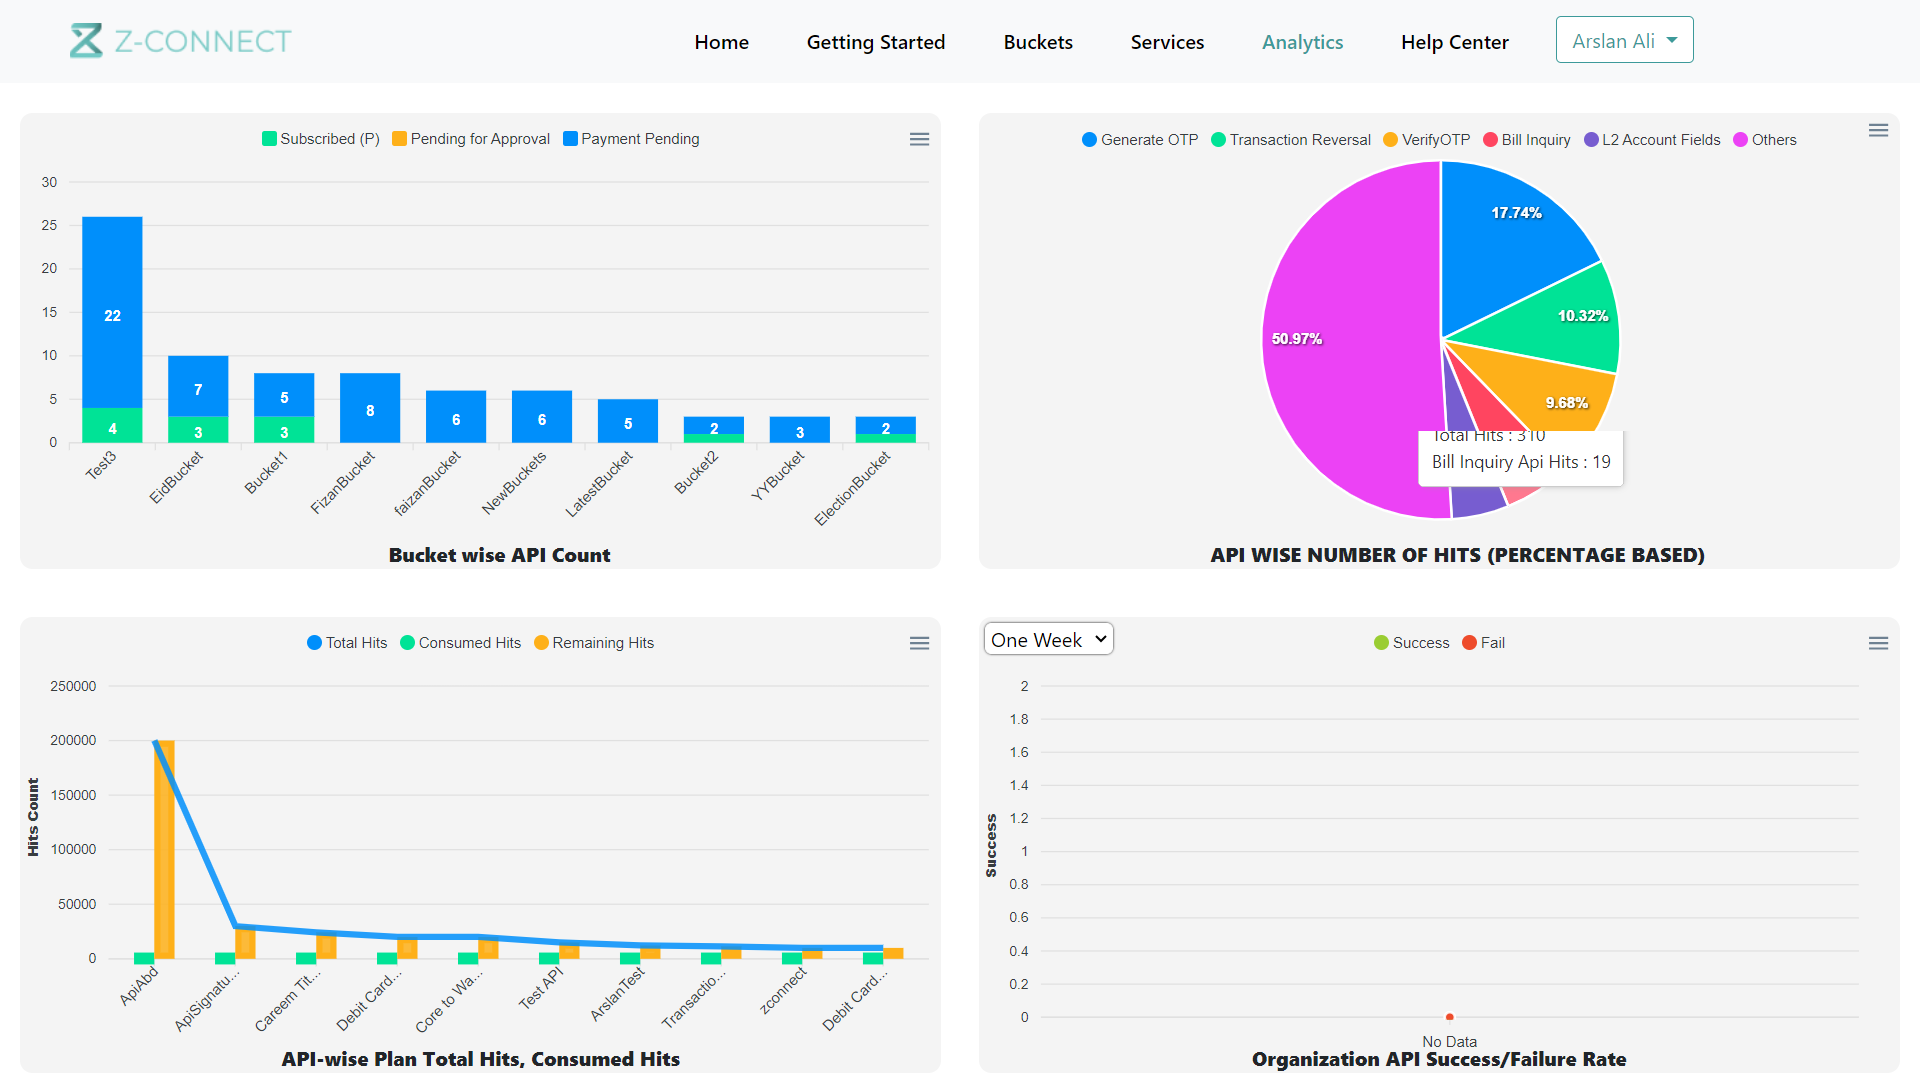 Z-CONNECT
Home
Getting Started
Buckets
Services
Analytics
Help Center
Arslan Ali
Subscribed (P)
Pending for Approval
Payment Pending
30
25
20
15
10
5
0
22
4
7
3
5
3
8
6
6
5
2
3
2
Test3
EidBucket
Bucket1
FizanBucket
faizanBucket
NewBuckets
LatestBucket
Bucket2
YYBucket
ElectionBucket
Bucket wise API Count
Generate OTP
Transaction Reversal
VerifyOTP
Bill Inquiry
L2 Account Fields
Others
17.74%
10.32%
50.97%
9.68%
Total Hits : 310
Bill Inquiry Api Hits : 19
API WISE NUMBER OF HITS (PERCENTAGE BASED)
Total Hits
Consumed Hits
Remaining Hits
Hits Count
250000
200000
150000
100000
50000
0
ApiAbd
ApiSignatu...
Careem Tit...
Debit Card...
Core to Wa...
Test API
ArslanTest
Transactio...
zconnect
Debit Card...
API-wise Plan Total Hits, Consumed Hits
One Week
Success
Fail
Success
2
1.8
1.6
1.4
1.2
1
0.8
0.6
0.4
0.2
0
No Data
Organization API Success/Failure Rate